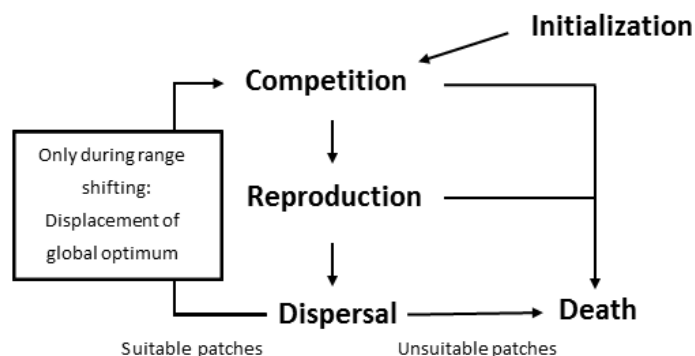 Initialization
Competition
Only during range
shifting:
Displacement of
global optimum
Reproduction
Dispersal
Death
Suitable patches
Unsuitable patches